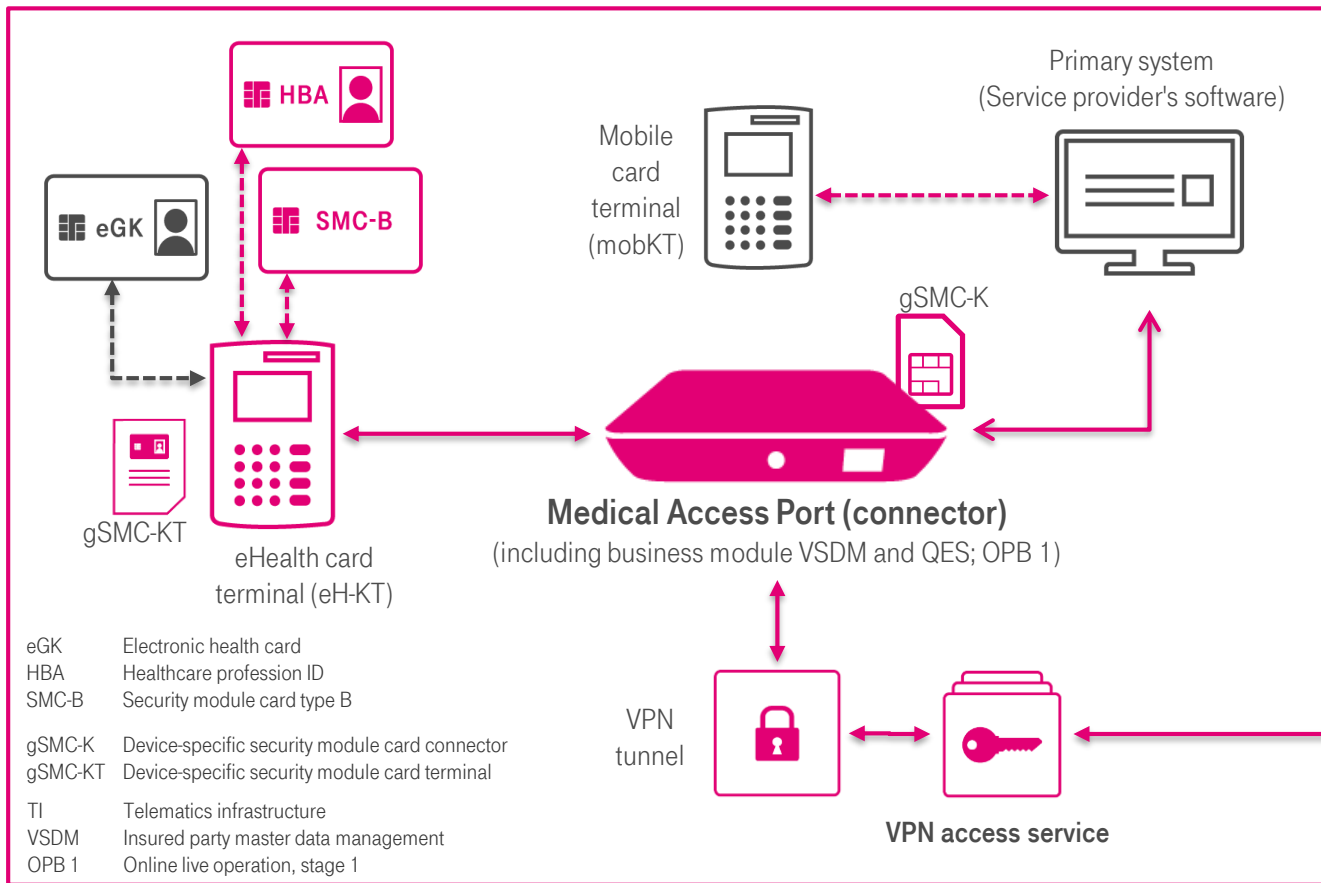 HBA
Primary system
(Service provider's software)
Mobile
card
terminal
(mobKT)
eGK
SMC-B
gSMC-K
gSMC-KT
eHealth card
terminal (eH-KT)
Medical Access Port (connector)
(including business module VSDM and QES; OPB 1)
VPN
tunnel
VPN access service
eGK Electronic health card
HBA Healthcare profession ID
SMC-B Security module card type B
gSMC-K Device-specific security module card connector
gSMC-KT Device-specific security module card terminal
TI Telematics infrastructure
VSDM Insured party master data management
OPB 1 Online live operation, stage 1